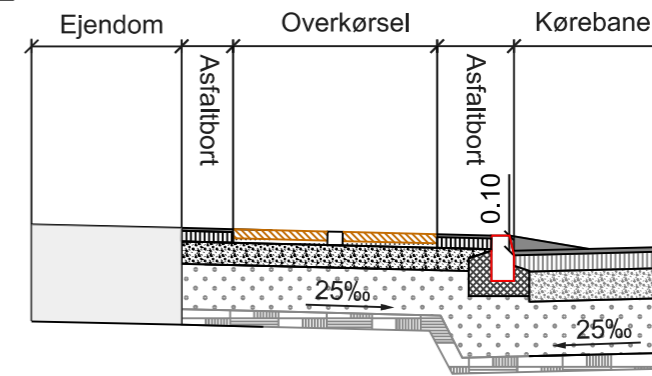 Ejendom
Overkørsel
Kørebane
Asfaltbort
Asfaltbort
0.10
25‰
25‰